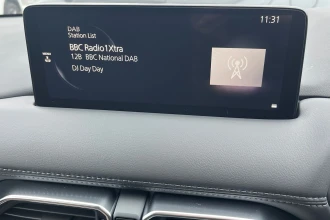 11:31
DAB
Station List
BBC Radio1Xtra
12B BBC National DAB
DJ Day Day